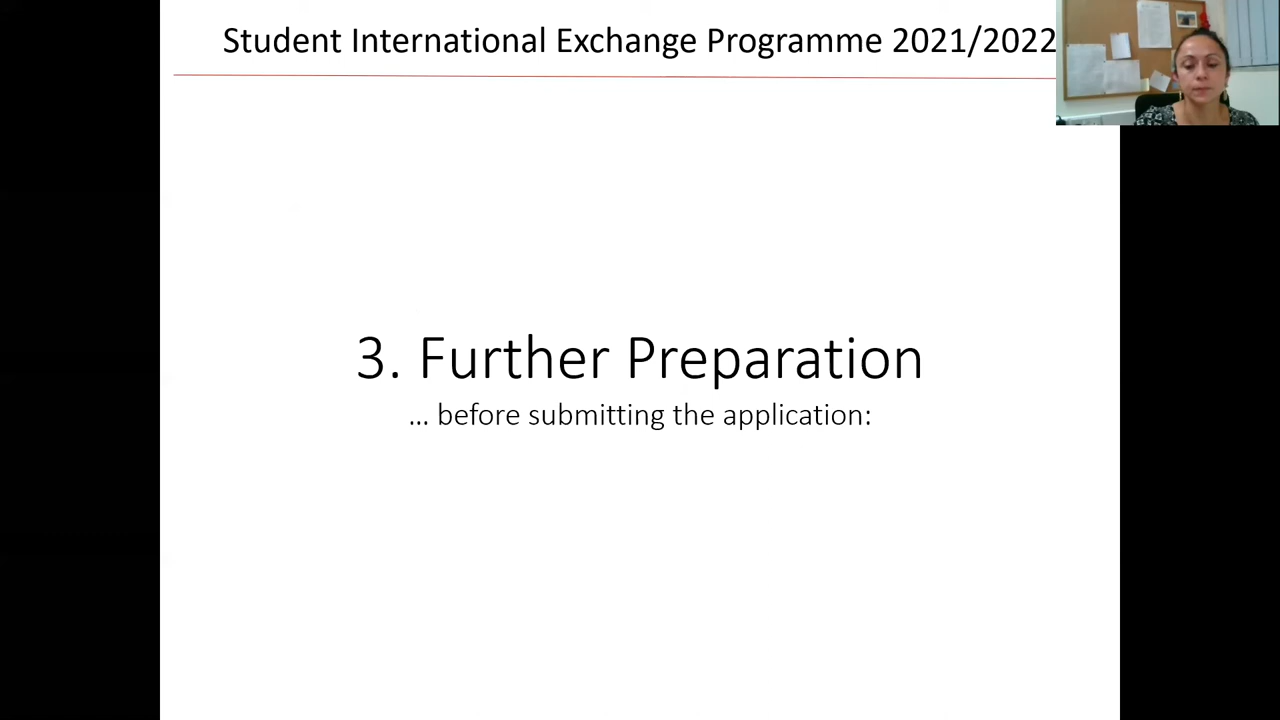 Student International Exchange Programme 2021/2022
3. Further Preparation
... before submitting the application: